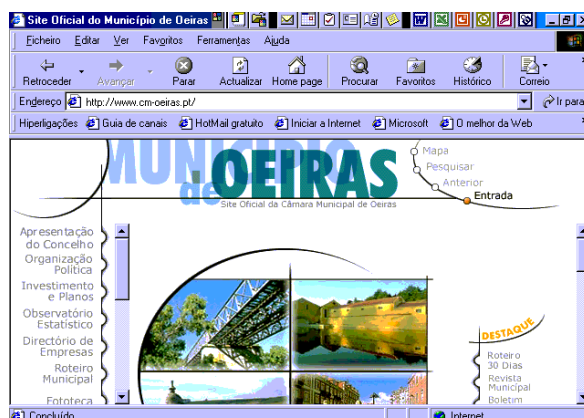 Site Oficial do Município de Oeiras
Ficheiro Editar Ver Favoritos Ferramentas Ajuda
Retroceder Avançar Parar Actualizar Home page Procurar Favoritos Histórico Correio
Endereço http://www.cm-oeiras.pt/ Ir para
Hiperligações Guia de canais HotMail gratuito Iniciar a Internet Microsoft O melhor da Web
MUNICÍPIO
de OEIRAS
Site Oficial da Câmara Municipal de Oeiras
Mapa
Pesquisar
Anterior
Entrada
Apresentação
do Concelho
Organização
Política
Investimento
e Planos
Observatório
Estatístico
Directório de
Empresas
Roteiro
Municipal
Fototeca
DESTAQUE
Roteiro
30 Dias
Revista
Municipal
Boletim
Concluído Internet